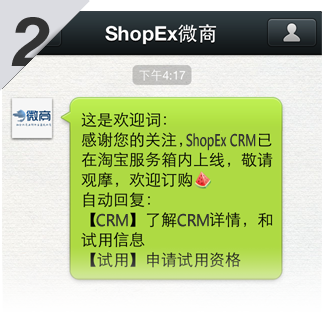 2
ShopEx微商
下午4:17
微商
这是欢迎词：
感谢您的关注，ShopEx CRM已
在淘宝服务箱内上线，敬请
观摩，欢迎订购
自动回复：
【CRM】了解CRM详情，和
试用信息
【试用】申请试用资格